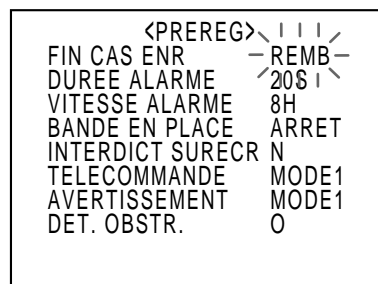 <PREREG>
FIN CAS ENR REMB
DUREE ALARME 20S
VITESSE ALARME 8H
BANDE EN PLACE ARRET
INTERDICT SURECR N
TELECOMMANDE MODE1
AVERTISSEMENT MODE1
DET. OBSTR. O